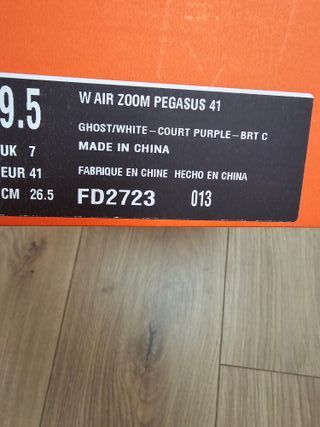 9.5
W AIR ZOOM PEGASUS 41
GHOST/WHITE-COURT PURPLE-BRT C
UK 7
MADE IN CHINA
EUR 41
FABRIQUE EN CHINE HECHO EN CHINA
CM 26.5
FD2723 013